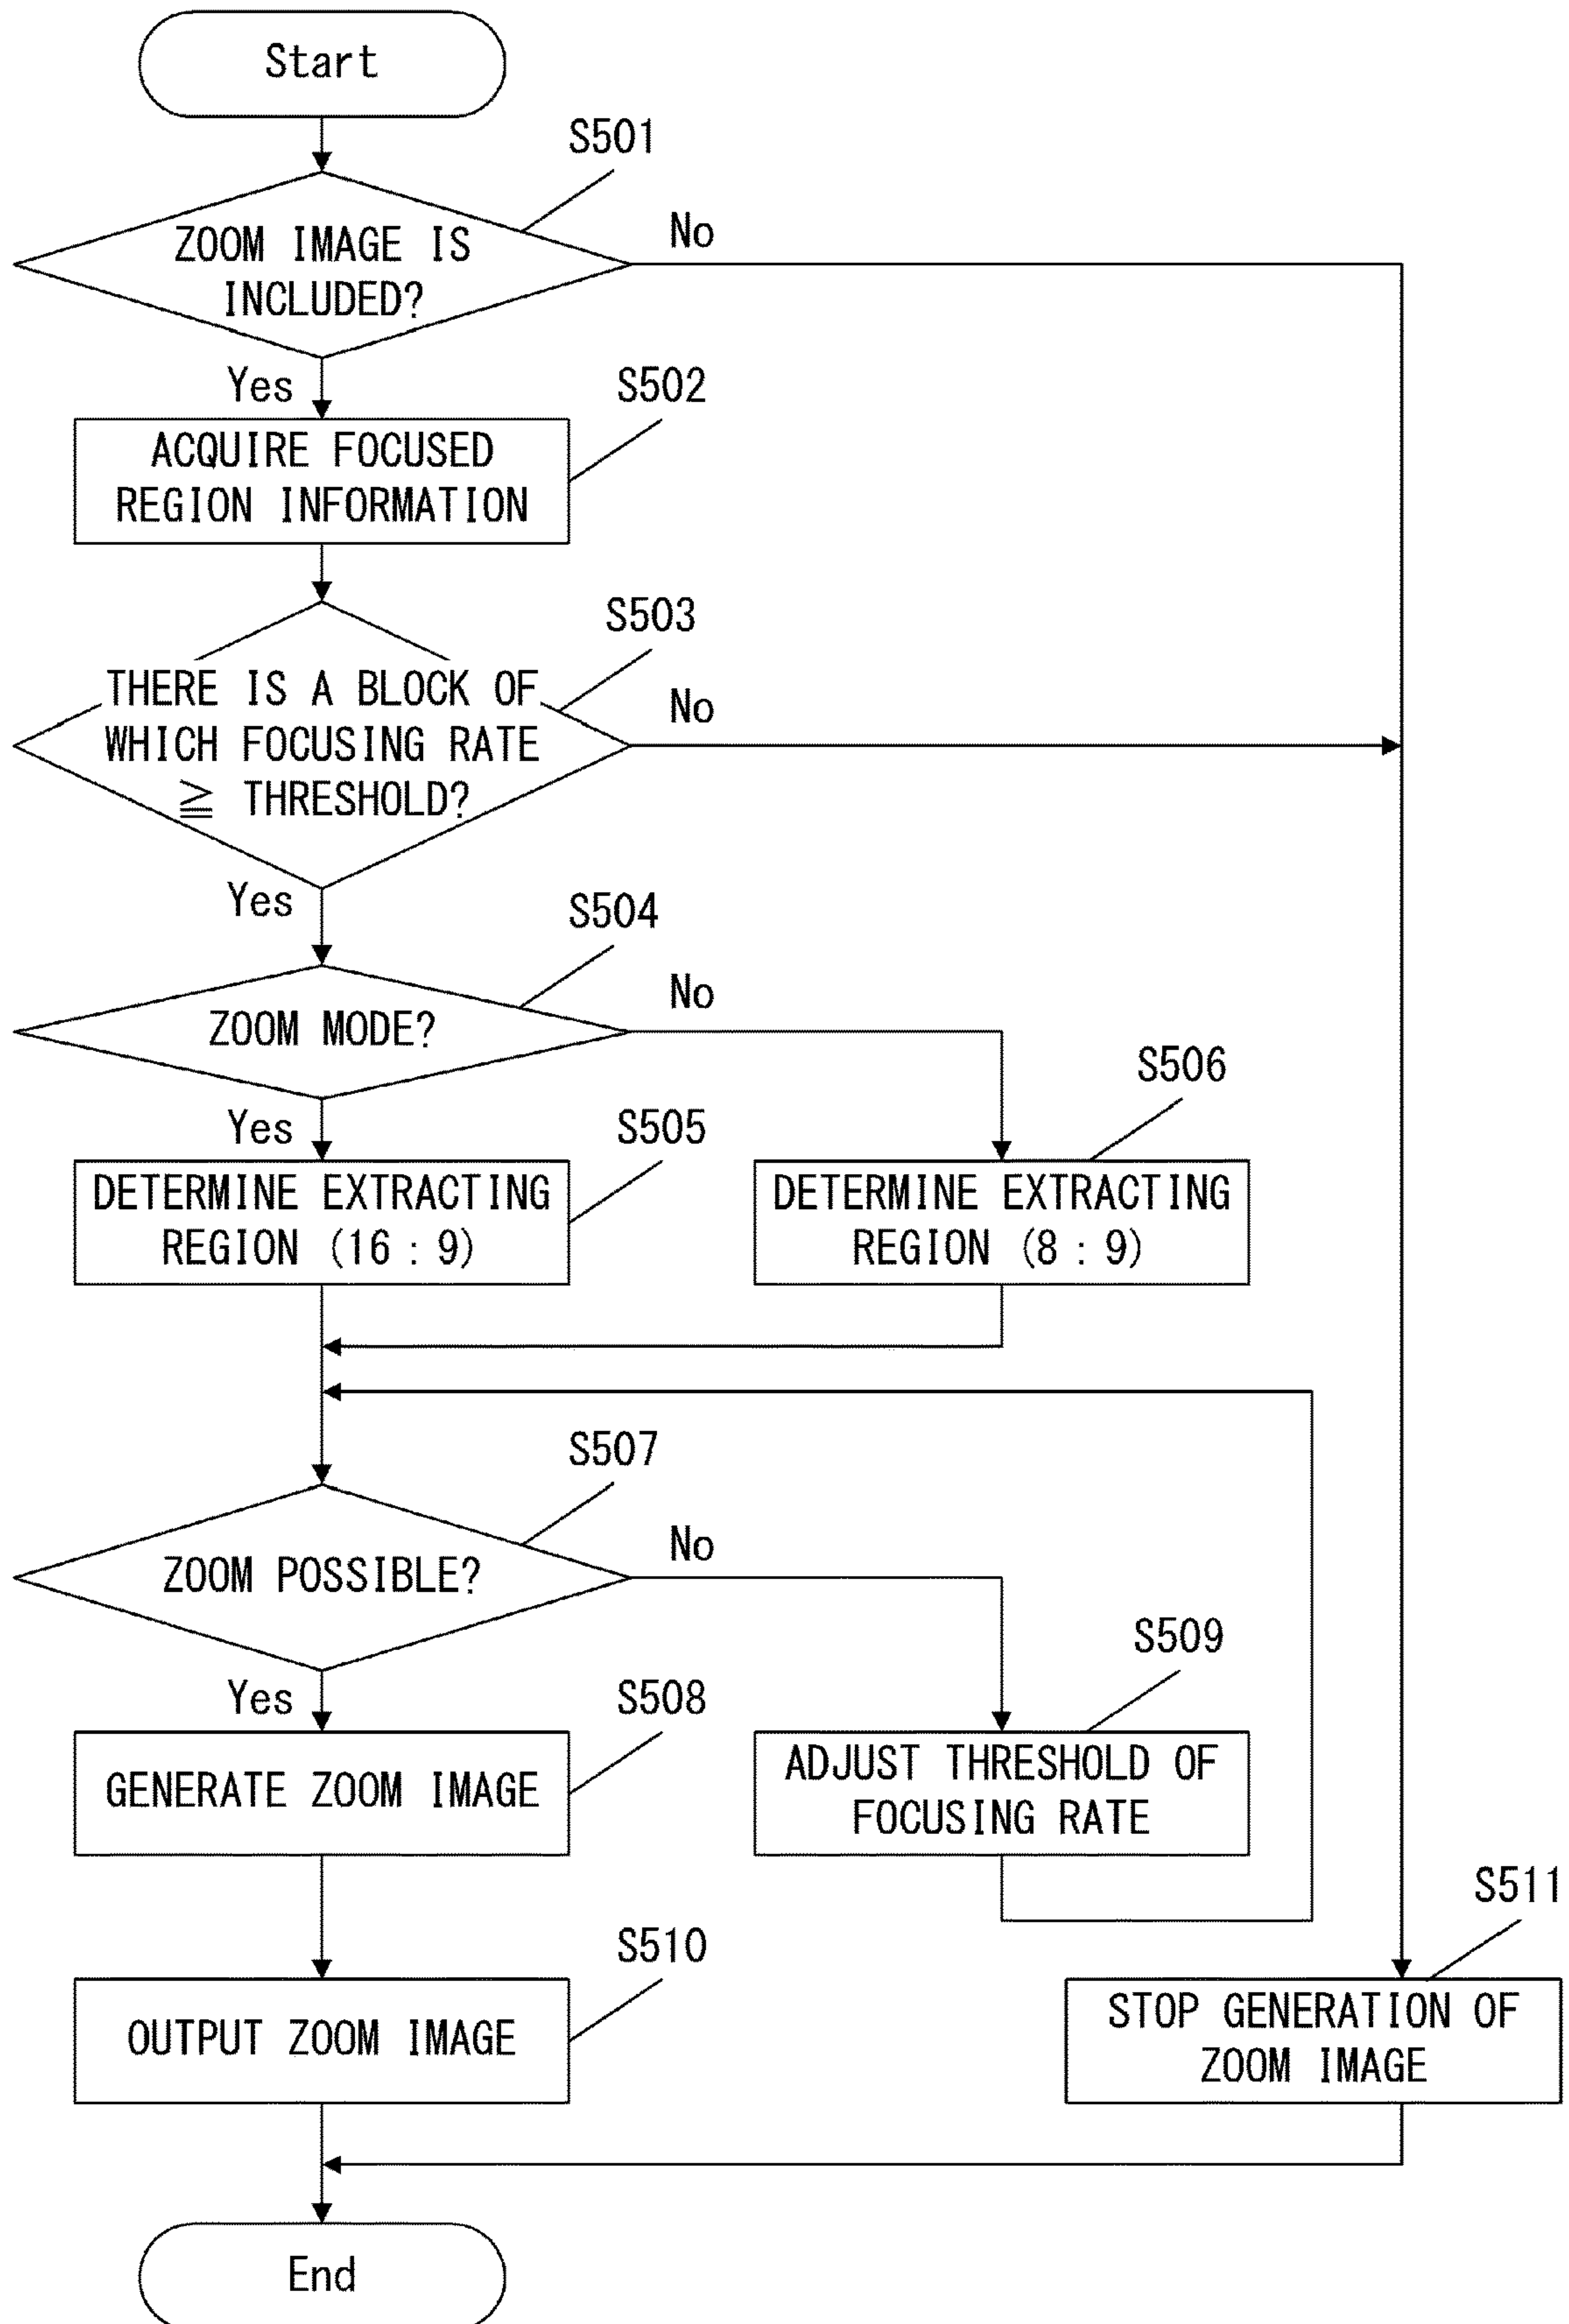 Start
S501
ZOOM IMAGE IS
INCLUDED?
No
Yes
S502
ACQUIRE FOCUSED
REGION INFORMATION
S503
THERE IS A BLOCK OF
WHICH FOCUSING RATE
≧ THRESHOLD?
No
Yes
S504
ZOOM MODE?
No
Yes
S505
S506
DETERMINE EXTRACTING
REGION (16 : 9)
DETERMINE EXTRACTING
REGION (8 : 9)
S507
ZOOM POSSIBLE?
No
Yes
S508
S509
GENERATE ZOOM IMAGE
ADJUST THRESHOLD OF
FOCUSING RATE
S510
S511
OUTPUT ZOOM IMAGE
STOP GENERATION OF
ZOOM IMAGE
End